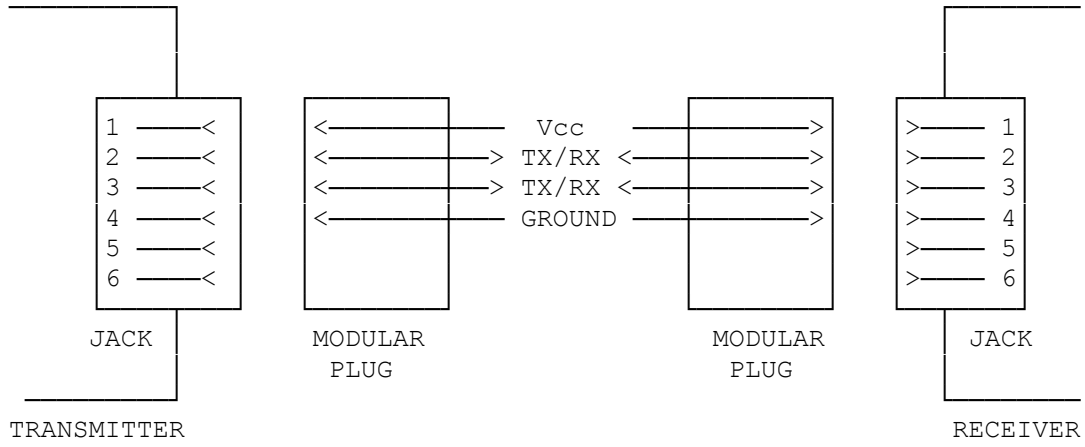 1 Vcc 1
2 TX/RX 2
3 TX/RX 3
4 GROUND 4
5 5
6 6
JACK MODULAR PLUG MODULAR PLUG JACK
TRANSMITTER RECEIVER